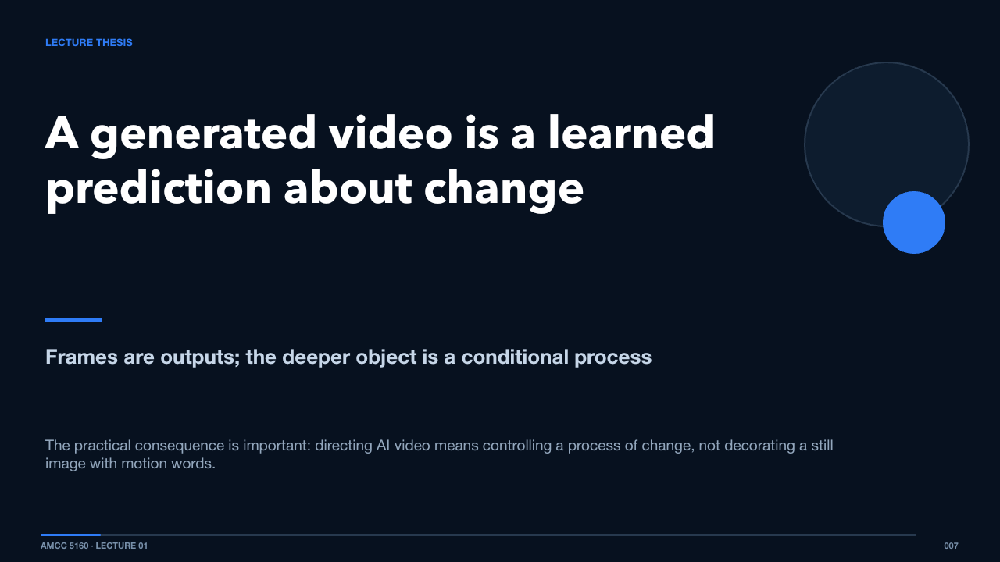 LECTURE THESIS
A generated video is a learned
prediction about change
Frames are outputs; the deeper object is a conditional process
The practical consequence is important: directing AI video means controlling a process of change, not decorating a still
image with motion words.
AMCC 5160 · LECTURE 01
007